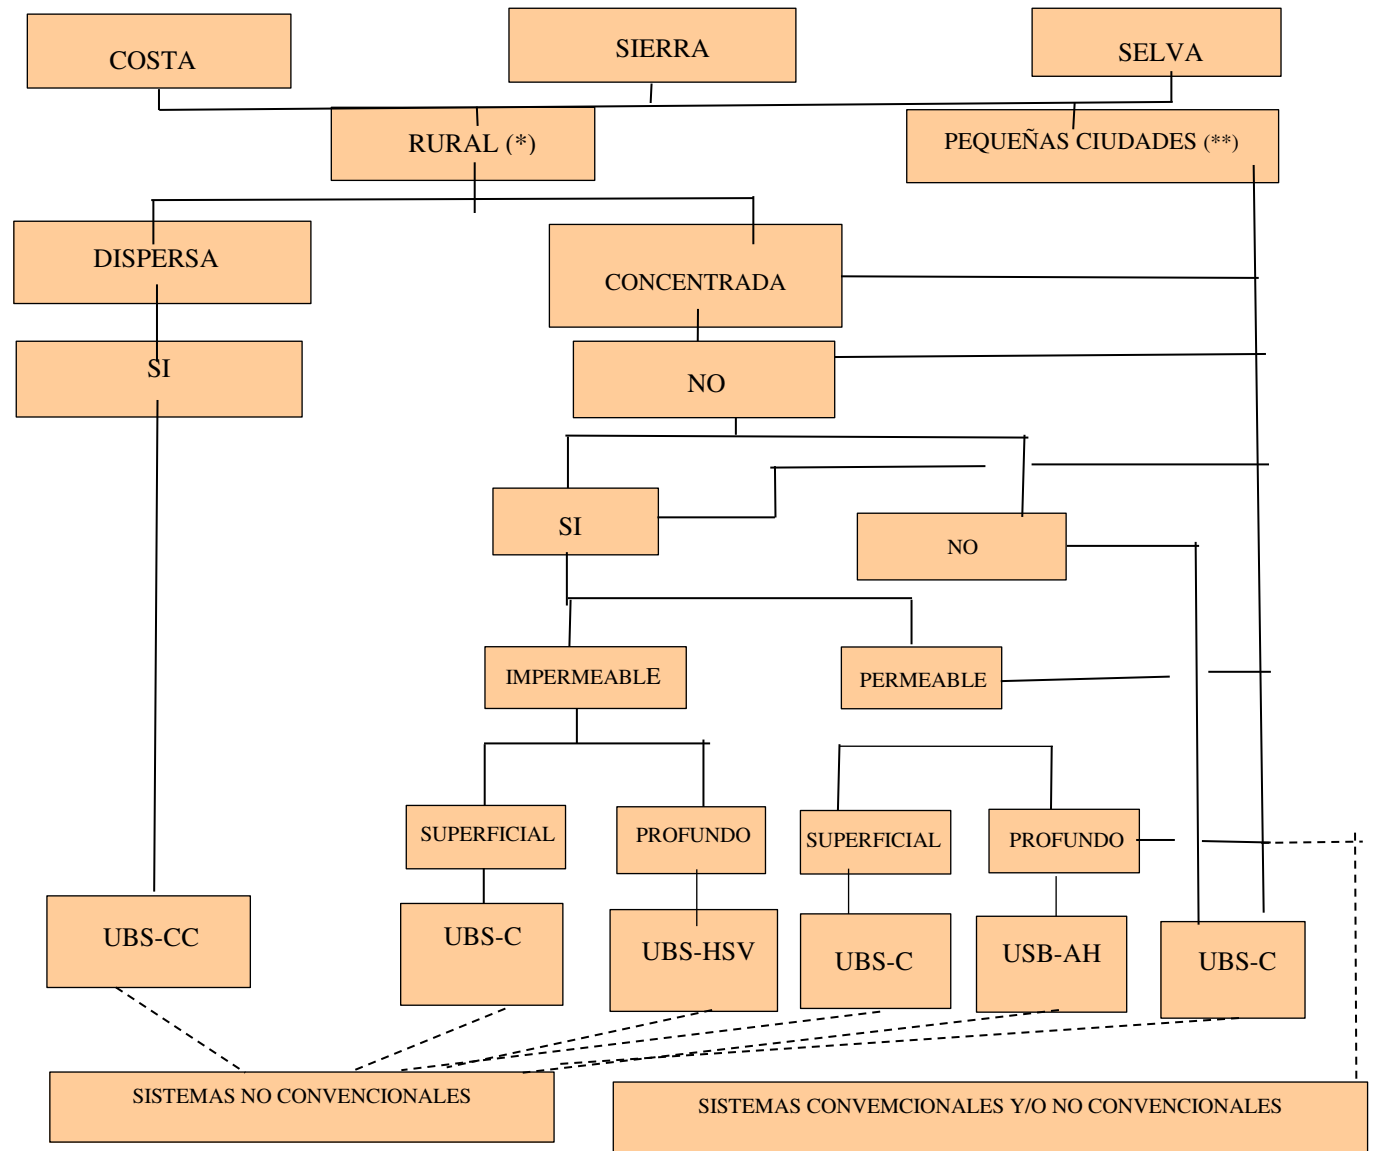 COSTA
SIERRA
SELVA
RURAL (*)
PEQUEÑAS CIUDADES (**)
DISPERSA
CONCENTRADA
SI
NO
SI
NO
IMPERMEABLE
PERMEABLE
SUPERFICIAL
PROFUNDO
SUPERFICIAL
PROFUNDO
UBS-CC
UBS-C
UBS-HSV
UBS-C
USB-AH
UBS-C
SISTEMAS NO CONVENCIONALES
SISTEMAS CONVEMCIONALES Y/O NO CONVENCIONALES